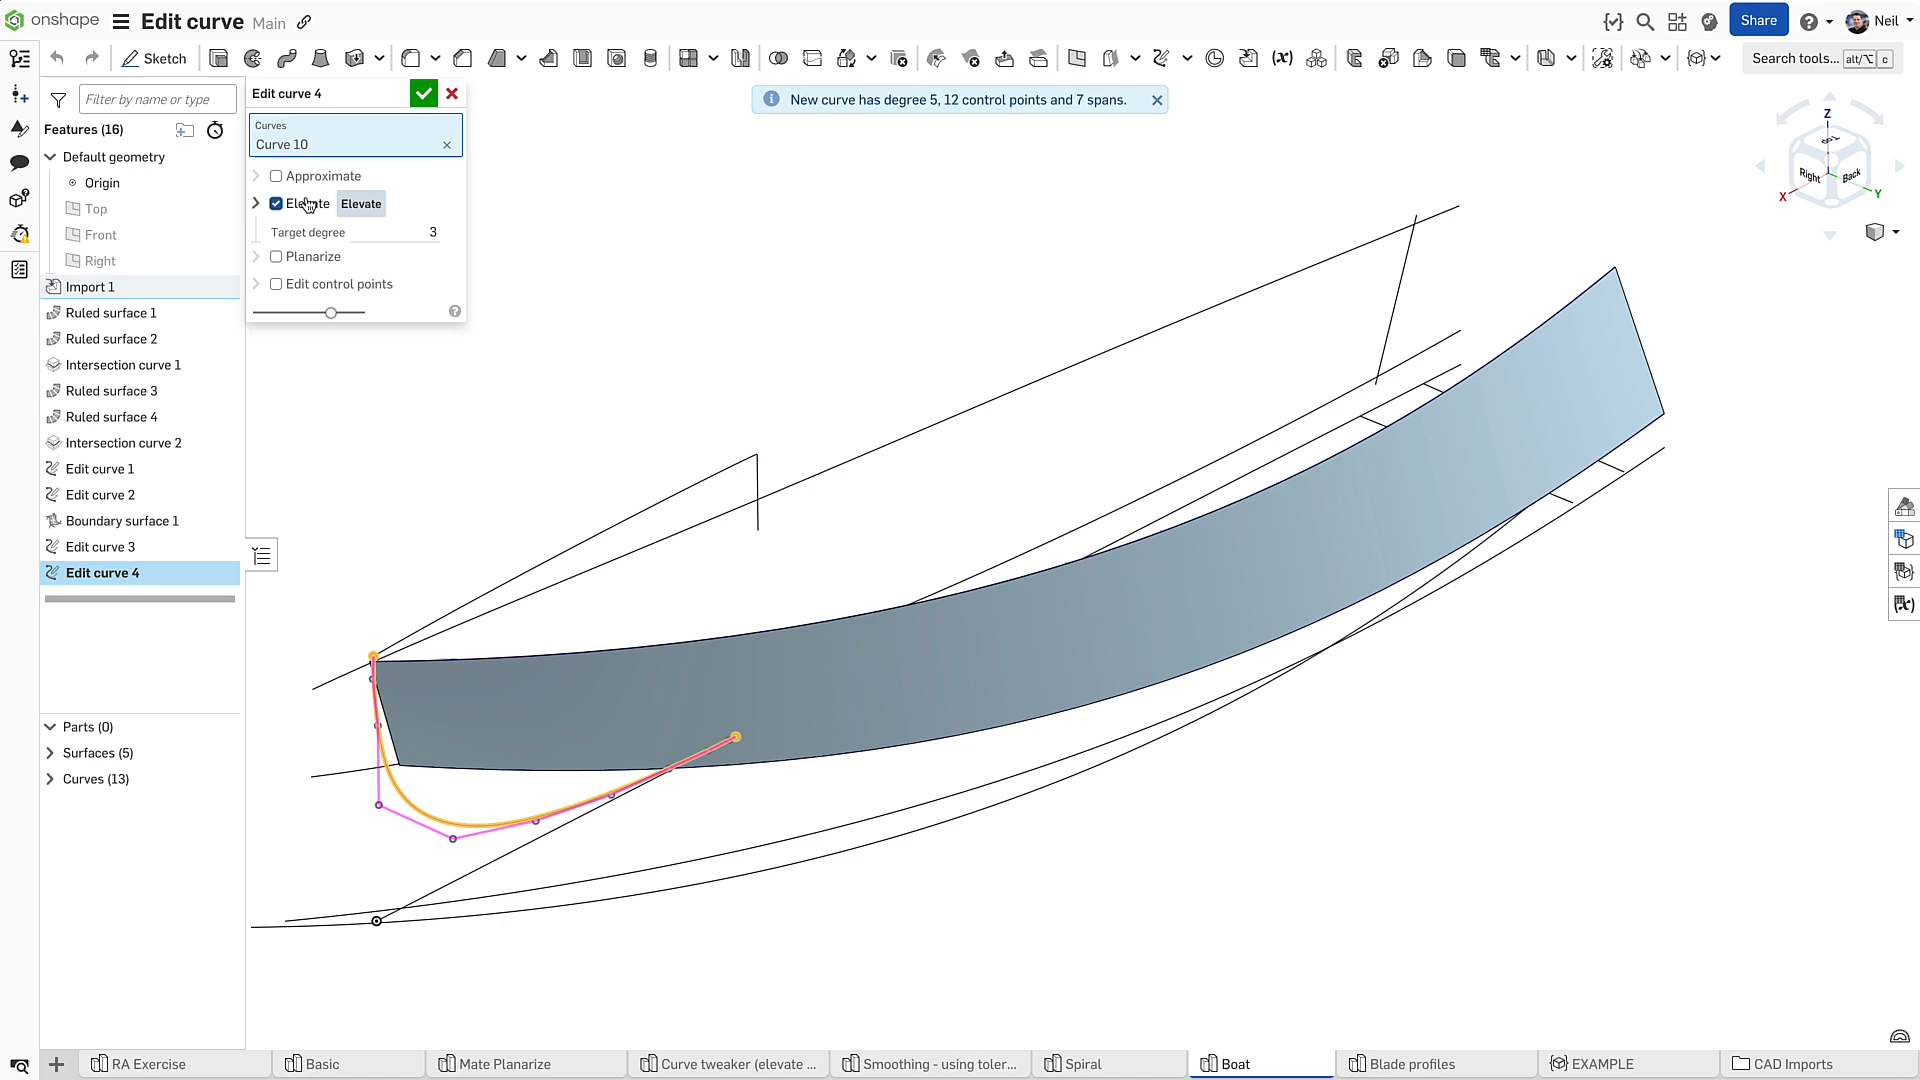 onshape Edit curve Main Share Neil
Sketch Search tools... alt/⌥ c
Filter by name or type
Features (16)
Default geometry
Origin
Top
Front
Right
Import 1
Ruled surface 1
Ruled surface 2
Intersection curve 1
Ruled surface 3
Ruled surface 4
Intersection curve 2
Edit curve 1
Edit curve 2
Boundary surface 1
Edit curve 3
Edit curve 4
Parts (0)
Surfaces (5)
Curves (13)
Edit curve 4
Curves
Curve 10
Approximate
Elevate Elevate
Target degree 3
Planarize
Edit control points
New curve has degree 5, 12 control points and 7 spans.
Z
Top
Right Back
X Y
RA Exercise Basic Mate Planarize Curve tweaker (elevate ... Smoothing - using toler... Spiral Boat Blade profiles EXAMPLE CAD Imports